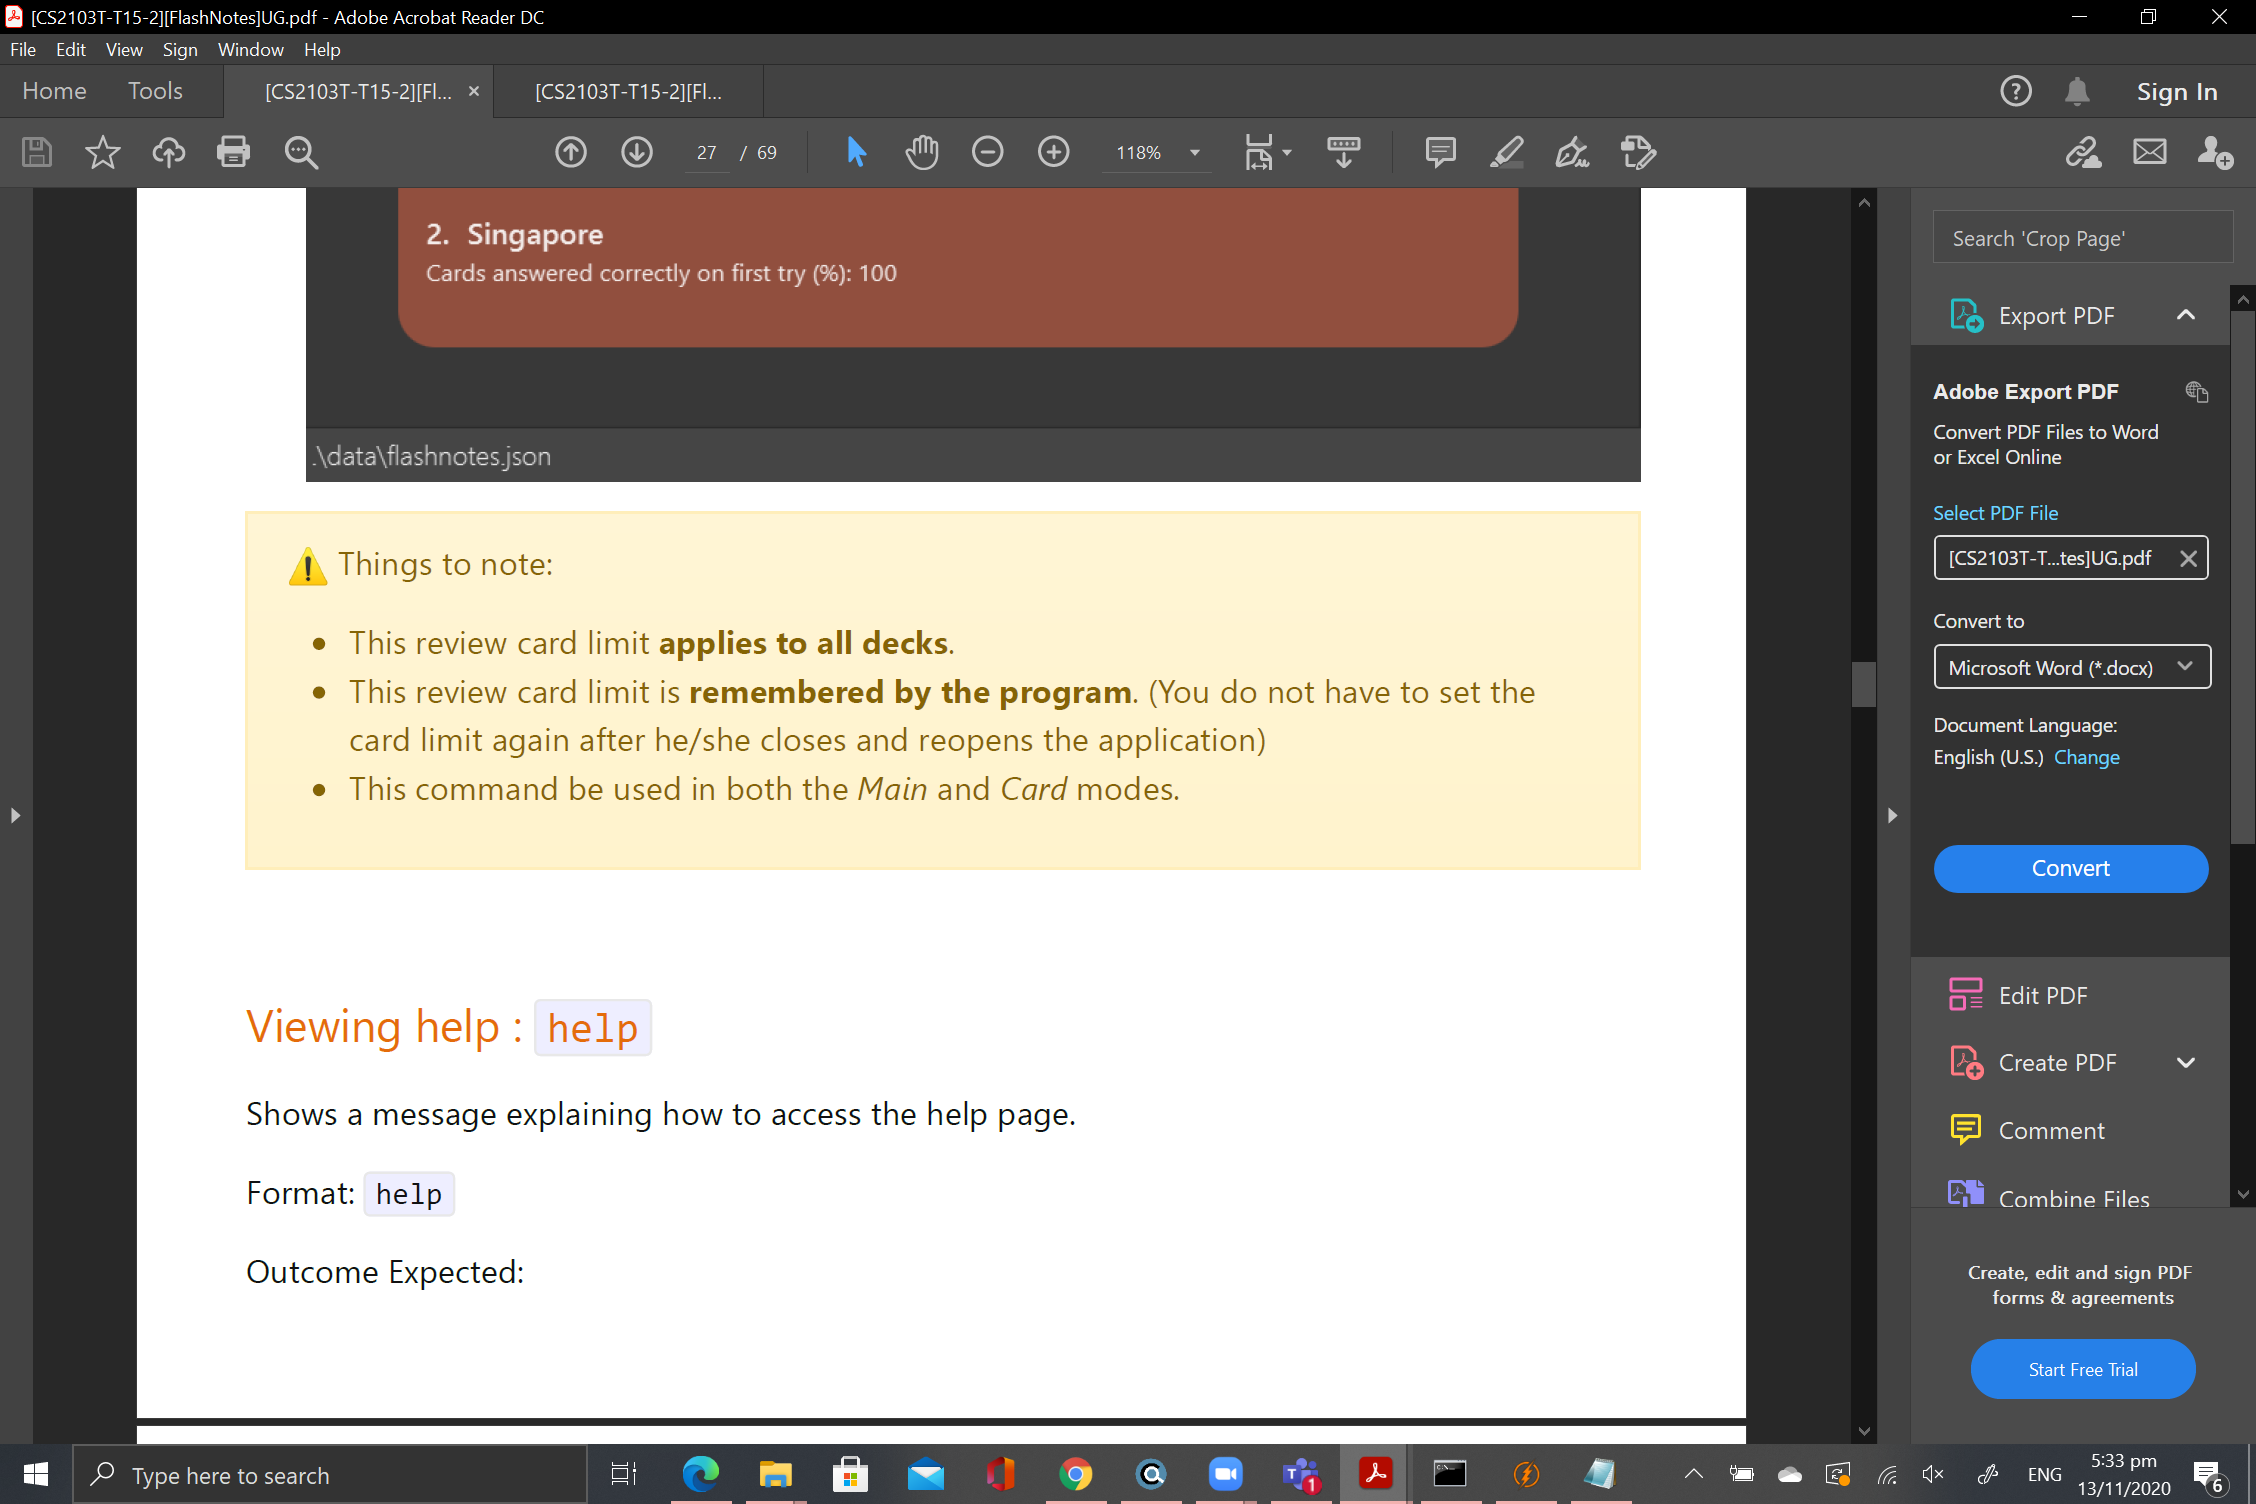 [CS2103T-T15-2][FlashNotes]UG.pdf - Adobe Acrobat Reader DC
File Edit View Sign Window Help
Home Tools [CS2103T-T15-2][Fl... × [CS2103T-T15-2][Fl... Sign In
27 / 69 118%
2. Singapore
Cards answered correctly on first try (%): 100
.\data\flashnotes.json
Things to note:
• This review card limit applies to all decks.
• This review card limit is remembered by the program. (You do not have to set the
card limit again after he/she closes and reopens the application)
• This command be used in both the Main and Card modes.
Viewing help : help
Shows a message explaining how to access the help page.
Format: help
Outcome Expected:
Search 'Crop Page'
Export PDF
Adobe Export PDF
Convert PDF Files to Word
or Excel Online
Select PDF File
[CS2103T-T...tes]UG.pdf
Convert to
Microsoft Word (*.docx)
Document Language:
English (U.S.) Change
Convert
Edit PDF
Create PDF
Comment
Combine Files
Create, edit and sign PDF
forms & agreements
Start Free Trial
Type here to search
1
ENG
5:33 pm
13/11/2020
6